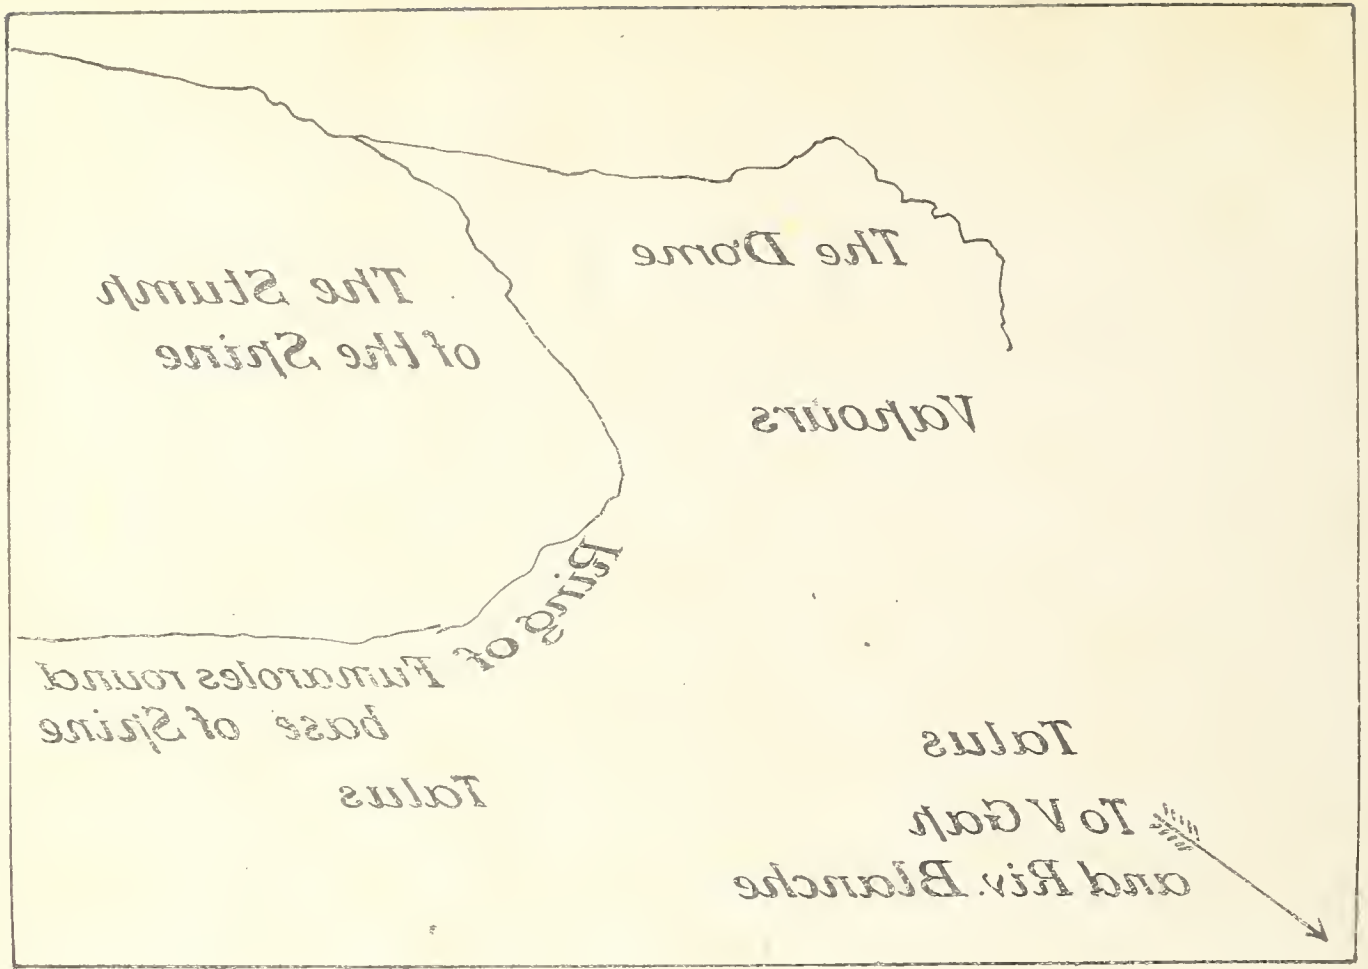 The Dome
The Stump
of the Spine
Vapours
Ring of Fumaroles round
base of Spine
Talus
Talus
To V Gap
and Riv. Blanche